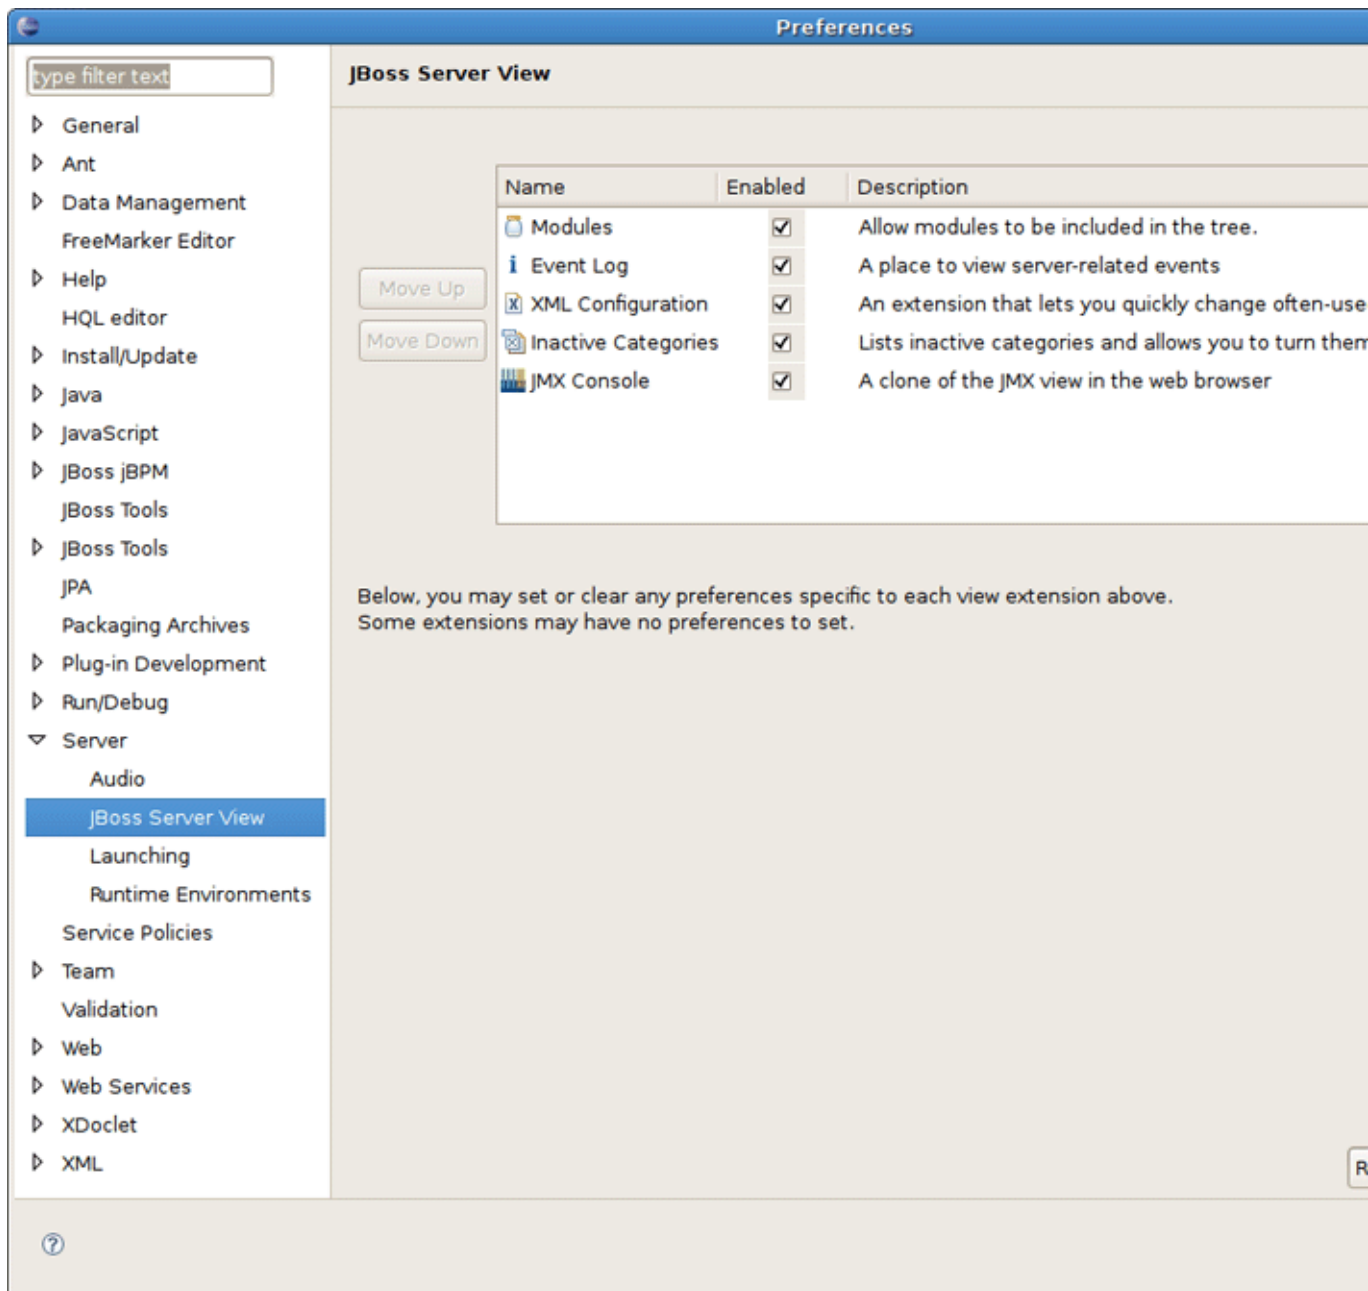 Preferences
type filter text
JBoss Server View
General
Ant
Data Management
FreeMarker Editor
Help
HQL editor
Install/Update
Java
JavaScript
JBoss jBPM
JBoss Tools
JBoss Tools
JPA
Packaging Archives
Plug-in Development
Run/Debug
Server
Audio
JBoss Server View
Launching
Runtime Environments
Service Policies
Team
Validation
Web
Web Services
XDoclet
XML
Move Up
Move Down
Name Enabled Description
Modules Allow modules to be included in the tree.
Event Log A place to view server-related events
XML Configuration An extension that lets you quickly change often-use
Inactive Categories Lists inactive categories and allows you to turn them
JMX Console A clone of the JMX view in the web browser
Below, you may set or clear any preferences specific to each view extension above.
Some extensions may have no preferences to set.
R